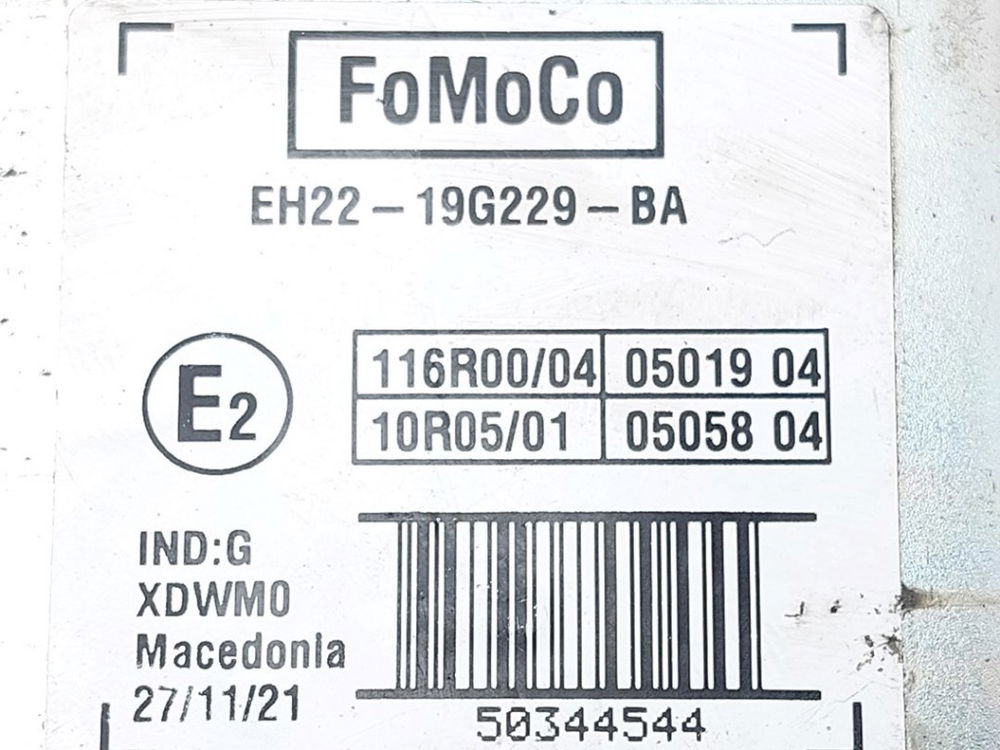 FoMoCo
EH22-19G229-BA
E2
116R00/04 05019 04
10R05/01 05058 04
IND:G
XDWM0
Macedonia
27/11/21
50344544